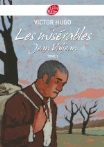 VICTOR HUGO
Les misérables
Jean Valjean